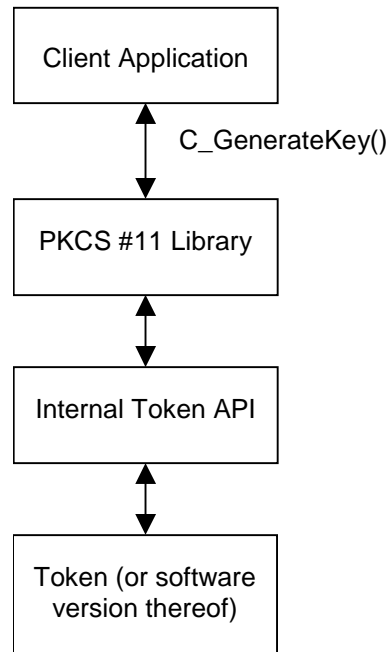 Client Application
C_GenerateKey()
PKCS #11 Library
Internal Token API
Token (or software
version thereof)